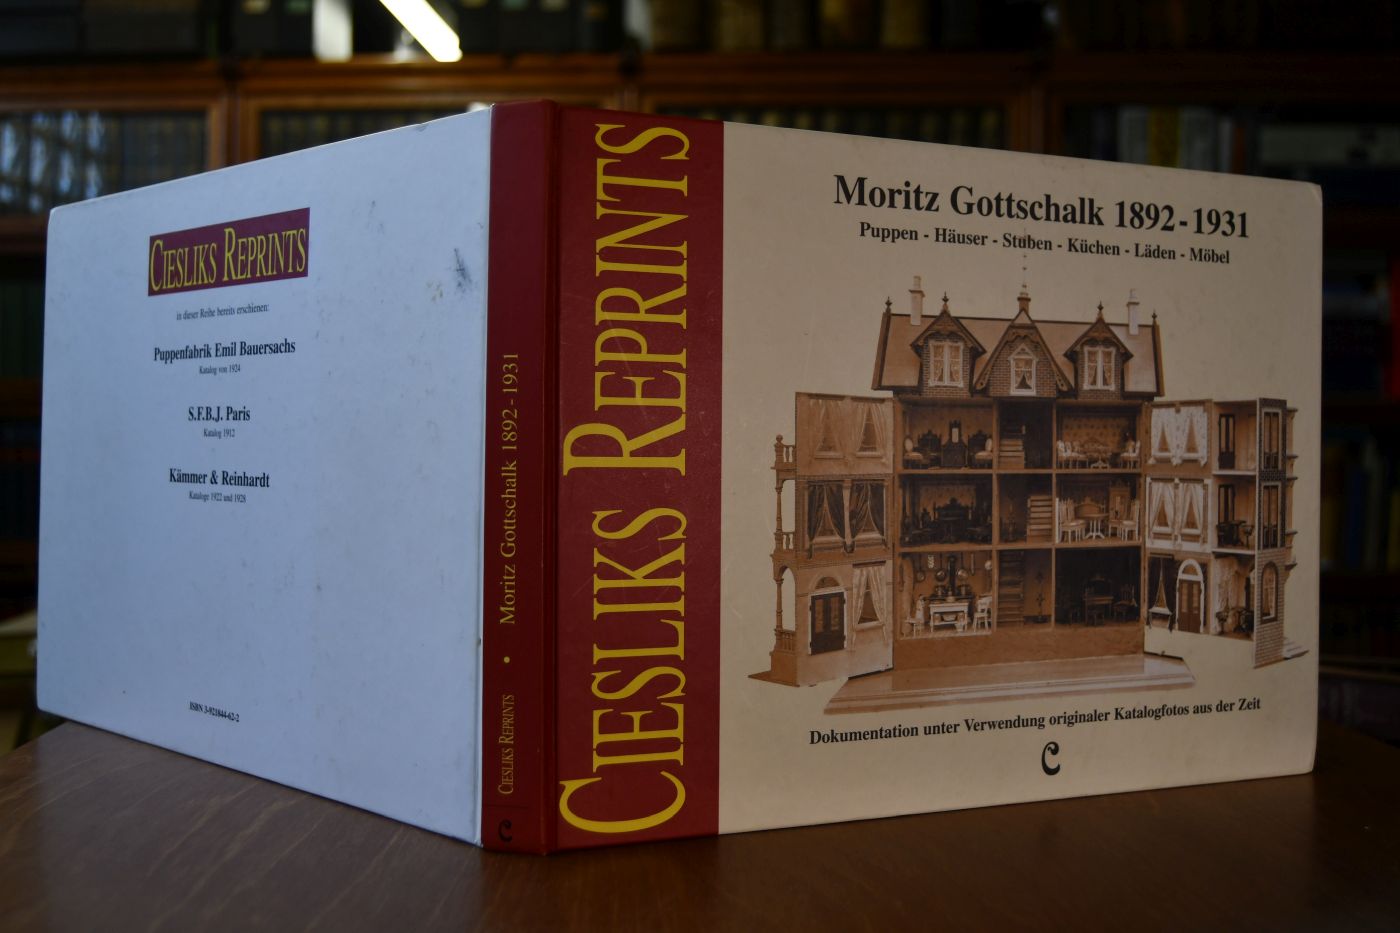 CIESLIKS REPRINTS
in dieser Reihe bereits erschienen:
Puppenfabrik Emil Bauersachs
Katalog von 1924
S.F.B.J. Paris
Katalog 1912
Kämmer & Reinhardt
Kataloge 1922 und 1928
ISBN 3-921844-62-2
CIESLIKS REPRINTS • Moritz Gottschalk 1892-1931
C
CIESLIKS REPRINTS
Moritz Gottschalk 1892-1931
Puppen - Häuser - Stuben - Küchen - Läden - Möbel
Dokumentation unter Verwendung originaler Katalogfotos aus der Zeit
C